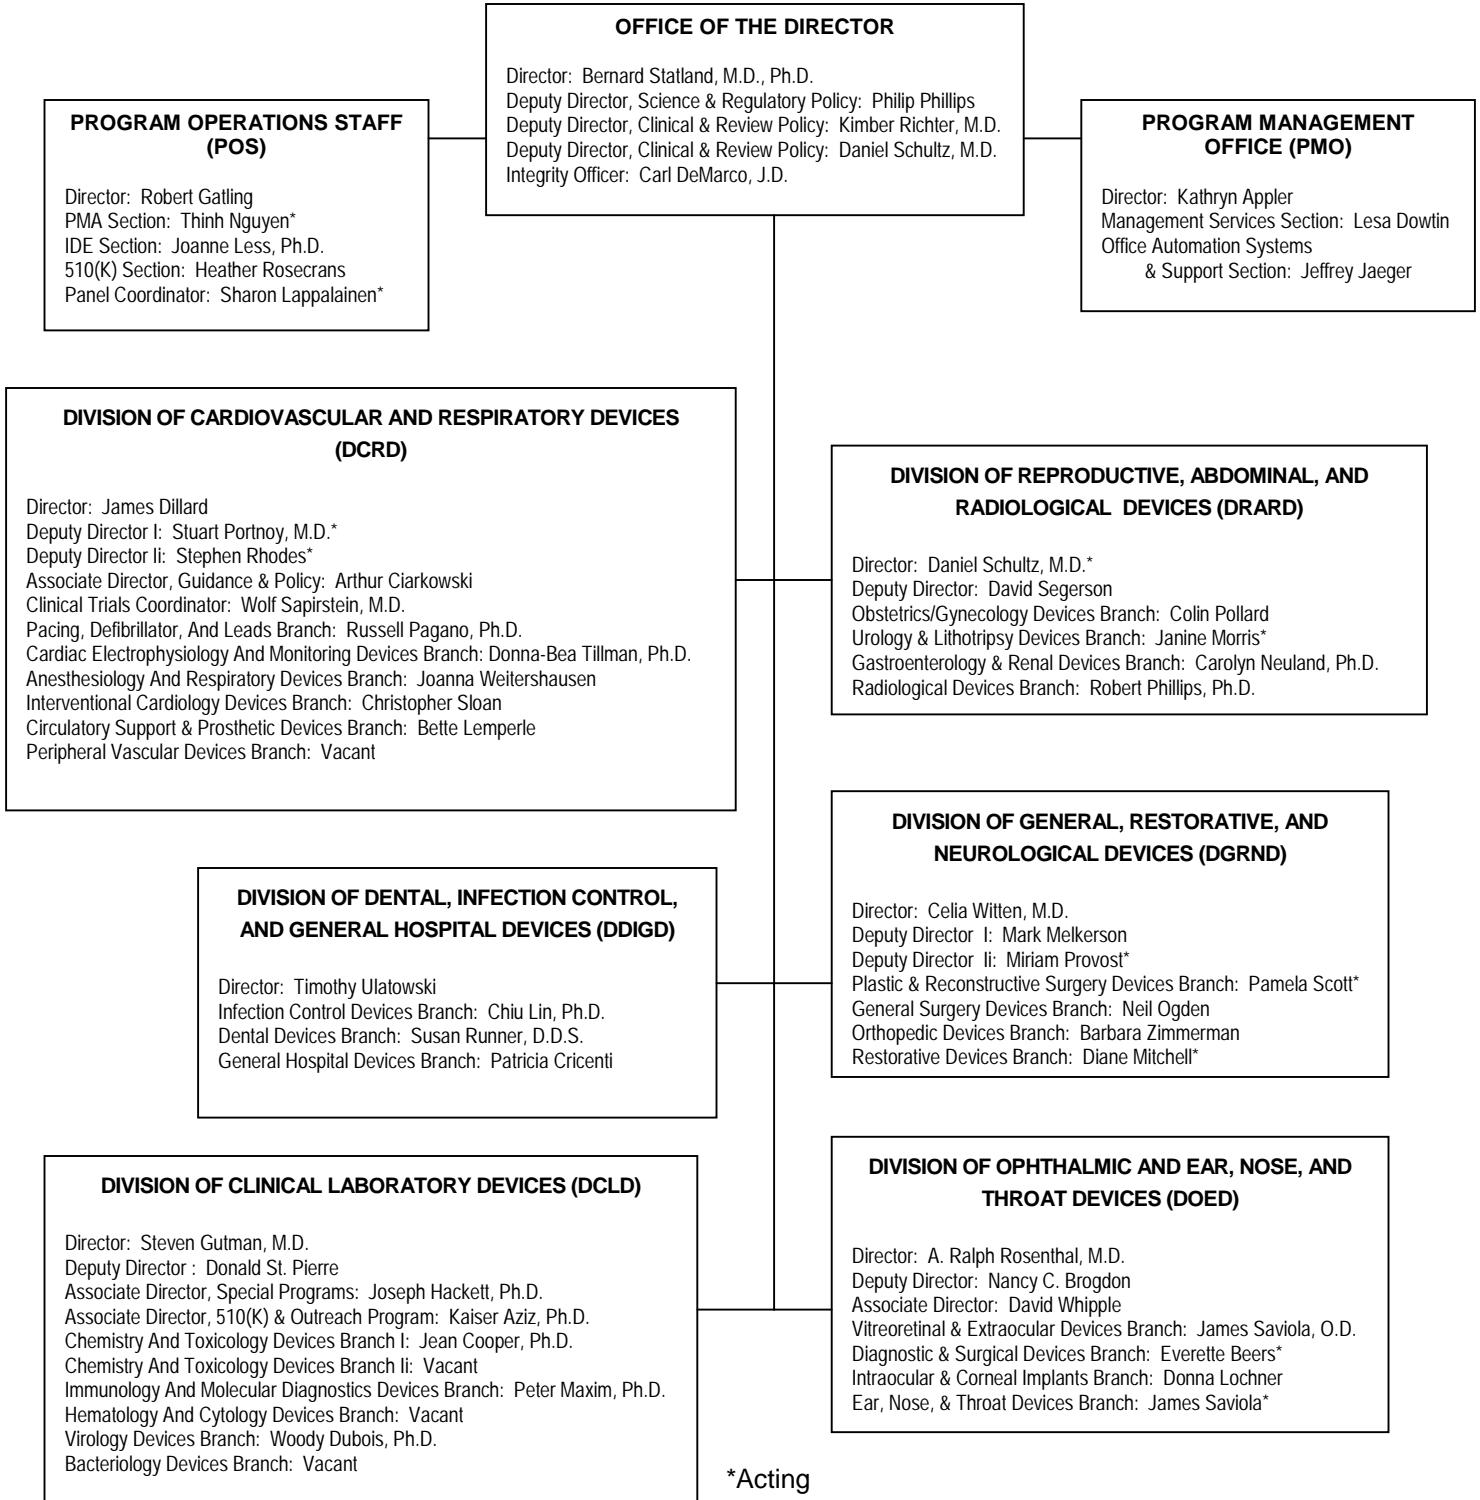 OFFICE OF THE DIRECTOR
Director: Bernard Statland, M.D., Ph.D.
Deputy Director, Science & Regulatory Policy: Philip Phillips
Deputy Director, Clinical & Review Policy: Kimber Richter, M.D.
Deputy Director, Clinical & Review Policy: Daniel Schultz, M.D.
Integrity Officer: Carl DeMarco, J.D.
PROGRAM OPERATIONS STAFF
(POS)
Director: Robert Gatling
PMA Section: Thinh Nguyen*
IDE Section: Joanne Less, Ph.D.
510(K) Section: Heather Rosecrans
Panel Coordinator: Sharon Lappalainen*
PROGRAM MANAGEMENT
OFFICE (PMO)
Director: Kathryn Appler
Management Services Section: Lesa Dowtin
Office Automation Systems
& Support Section: Jeffrey Jaeger
DIVISION OF CARDIOVASCULAR AND RESPIRATORY DEVICES
(DCRD)
Director: James Dillard
Deputy Director I: Stuart Portnoy, M.D.*
Deputy Director Ii: Stephen Rhodes*
Associate Director, Guidance & Policy: Arthur Ciarkowski
Clinical Trials Coordinator: Wolf Sapirstein, M.D.
Pacing, Defibrillator, And Leads Branch: Russell Pagano, Ph.D.
Cardiac Electrophysiology And Monitoring Devices Branch: Donna-Bea Tillman, Ph.D.
Anesthesiology And Respiratory Devices Branch: Joanna Weitershausen
Interventional Cardiology Devices Branch: Christopher Sloan
Circulatory Support & Prosthetic Devices Branch: Bette Lemperle
Peripheral Vascular Devices Branch: Vacant
DIVISION OF REPRODUCTIVE, ABDOMINAL, AND
RADIOLOGICAL DEVICES (DRARD)
Director: Daniel Schultz, M.D.*
Deputy Director: David Segerson
Obstetrics/Gynecology Devices Branch: Colin Pollard
Urology & Lithotripsy Devices Branch: Janine Morris*
Gastroenterology & Renal Devices Branch: Carolyn Neuland, Ph.D.
Radiological Devices Branch: Robert Phillips, Ph.D.
DIVISION OF DENTAL, INFECTION CONTROL,
AND GENERAL HOSPITAL DEVICES (DDIGD)
Director: Timothy Ulatowski
Infection Control Devices Branch: Chiu Lin, Ph.D.
Dental Devices Branch: Susan Runner, D.D.S.
General Hospital Devices Branch: Patricia Cricenti
DIVISION OF GENERAL, RESTORATIVE, AND
NEUROLOGICAL DEVICES (DGRND)
Director: Celia Witten, M.D.
Deputy Director I: Mark Melkerson
Deputy Director Ii: Miriam Provost*
Plastic & Reconstructive Surgery Devices Branch: Pamela Scott*
General Surgery Devices Branch: Neil Ogden
Orthopedic Devices Branch: Barbara Zimmerman
Restorative Devices Branch: Diane Mitchell*
DIVISION OF CLINICAL LABORATORY DEVICES (DCLD)
Director: Steven Gutman, M.D.
Deputy Director : Donald St. Pierre
Associate Director, Special Programs: Joseph Hackett, Ph.D.
Associate Director, 510(K) & Outreach Program: Kaiser Aziz, Ph.D.
Chemistry And Toxicology Devices Branch I: Jean Cooper, Ph.D.
Chemistry And Toxicology Devices Branch Ii: Vacant
Immunology And Molecular Diagnostics Devices Branch: Peter Maxim, Ph.D.
Hematology And Cytology Devices Branch: Vacant
Virology Devices Branch: Woody Dubois, Ph.D.
Bacteriology Devices Branch: Vacant
DIVISION OF OPHTHALMIC AND EAR, NOSE, AND
THROAT DEVICES (DOED)
Director: A. Ralph Rosenthal, M.D.
Deputy Director: Nancy C. Brogdon
Associate Director: David Whipple
Vitreoretinal & Extraocular Devices Branch: James Saviola, O.D.
Diagnostic & Surgical Devices Branch: Everette Beers*
Intraocular & Corneal Implants Branch: Donna Lochner
Ear, Nose, & Throat Devices Branch: James Saviola*
*Acting